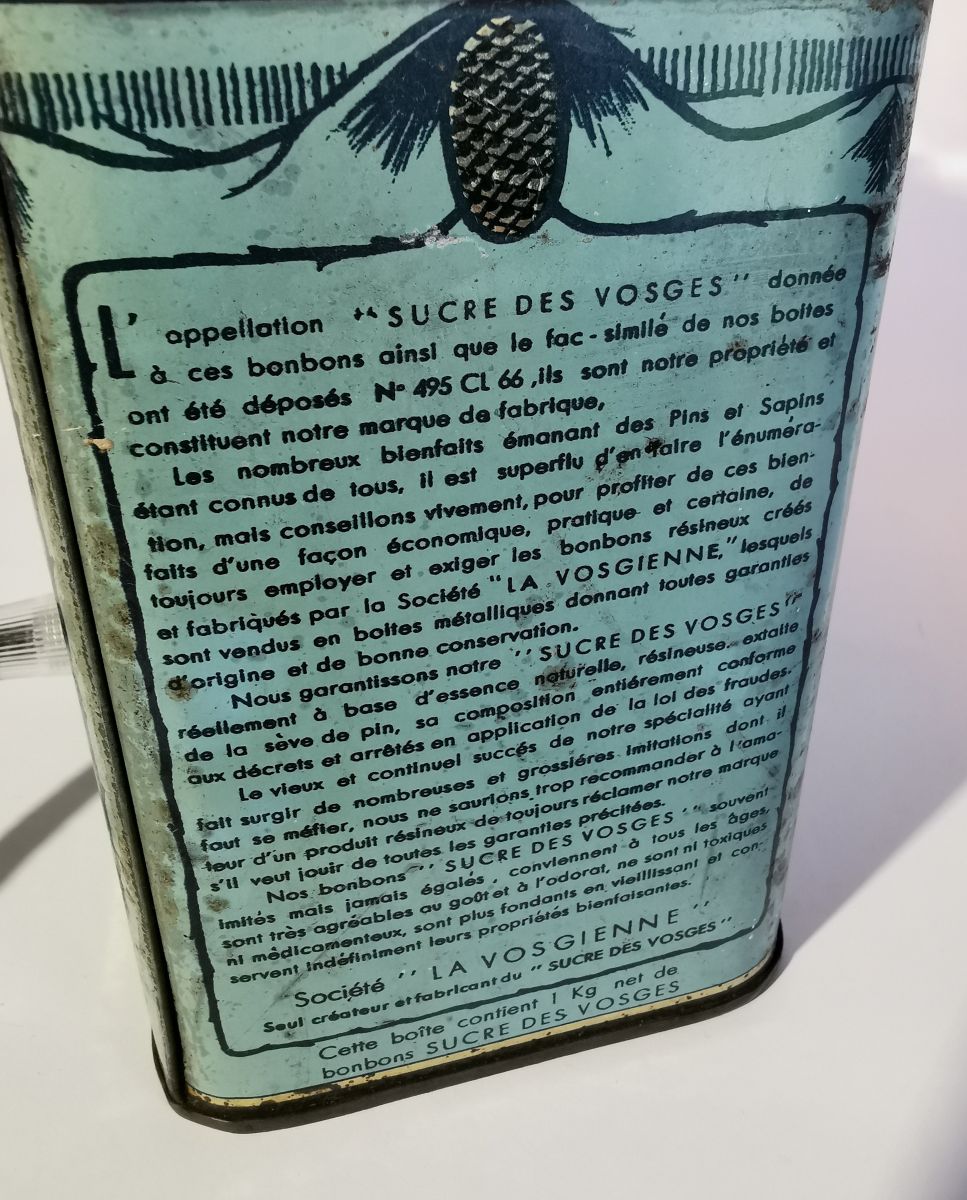 L' appellation "SUCRE DES VOSGES" donnée
à ces bonbons ainsi que le fac-similé de nos boites
ont été déposés N° 495 Cl 66, ils sont notre propriété et
constituent notre marque de fabrique,
Les nombreux bienfaits émanant des Pins et Sapins
étant connus de tous, il est superflu d'en faire l'énuméra-
tion, mais conseillons vivement, pour profiter de ces bien-
faits d'une façon économique, pratique et certaine, de
toujours employer et exiger les bonbons résineux créés
et fabriqués par la Société "LA VOSGIENNE," lesquels
sont vendus en boites métalliques donnant toutes garanties
d'origine et de bonne conservation.
Nous garantissons notre "SUCRE DES VOSGES"
réellement à base d'essence naturelle, résineuse extaite
de la sève de pin, sa composition entiérement conforme
aux décrets et arrêtés en application de la loi des fraudes.
Le vieux et continuel succés de notre spécialité ayant
fait surgir de nombreuses et grossiéres imitations dont il
faut se méfier, nous ne saurions trop recommander à l'ama-
teur d'un produit résineux de toujours réclamer notre marque
s'il veut jouir de toutes les garanties précitées.
Nos bonbons "SUCRE DES VOSGES" souvent
imités mais jamais égalés, conviennent à tous les âges,
sont très agréables au goût et à l'odorat, ne sont ni toxiques
ni médicamenteux, sont plus fondants en vieillissant et con-
servent indéfiniment leurs propriétés bienfaisantes.
Société "LA VOSGIENNE"
Seul créateur et fabricant du "SUCRE DES VOSGES"
Cette boîte contient 1 Kg net de
bonbons SUCRE DES VOSGES